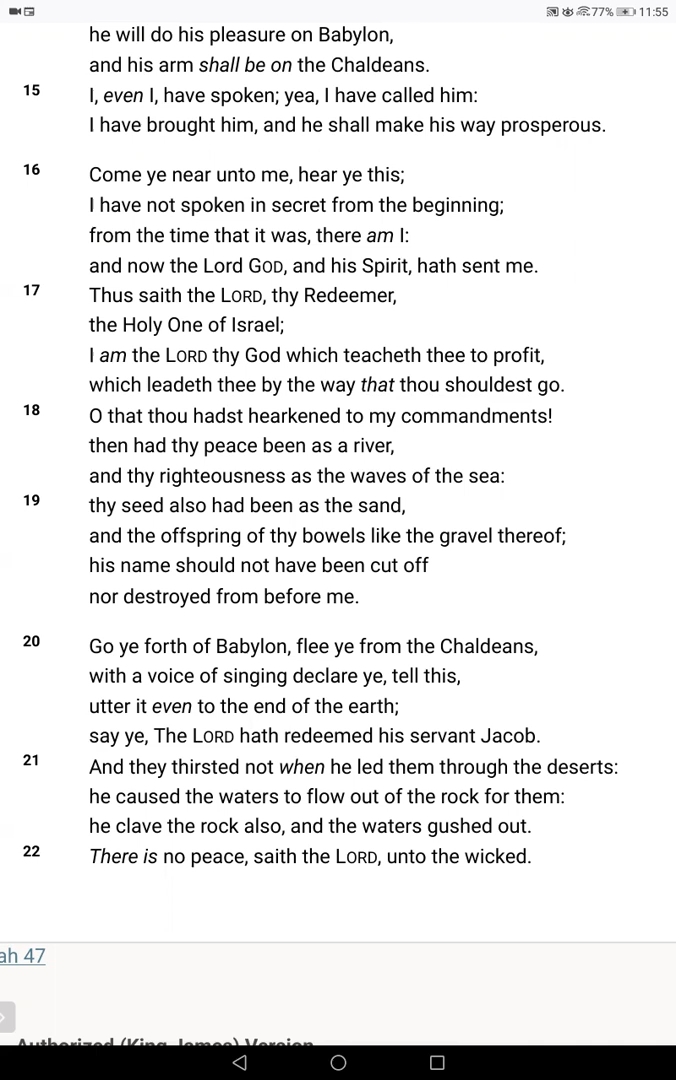 77% 11:55
he will do his pleasure on Babylon,
and his arm shall be on the Chaldeans.
15 I, even I, have spoken; yea, I have called him:
I have brought him, and he shall make his way prosperous.
16 Come ye near unto me, hear ye this;
I have not spoken in secret from the beginning;
from the time that it was, there am I:
and now the Lord GOD, and his Spirit, hath sent me.
17 Thus saith the LORD, thy Redeemer,
the Holy One of Israel;
I am the LORD thy God which teacheth thee to profit,
which leadeth thee by the way that thou shouldest go.
18 O that thou hadst hearkened to my commandments!
then had thy peace been as a river,
and thy righteousness as the waves of the sea:
19 thy seed also had been as the sand,
and the offspring of thy bowels like the gravel thereof;
his name should not have been cut off
nor destroyed from before me.
20 Go ye forth of Babylon, flee ye from the Chaldeans,
with a voice of singing declare ye, tell this,
utter it even to the end of the earth;
say ye, The LORD hath redeemed his servant Jacob.
21 And they thirsted not when he led them through the deserts:
he caused the waters to flow out of the rock for them:
he clave the rock also, and the waters gushed out.
22 There is no peace, saith the LORD, unto the wicked.
ah 47
Authorized (King James) Version